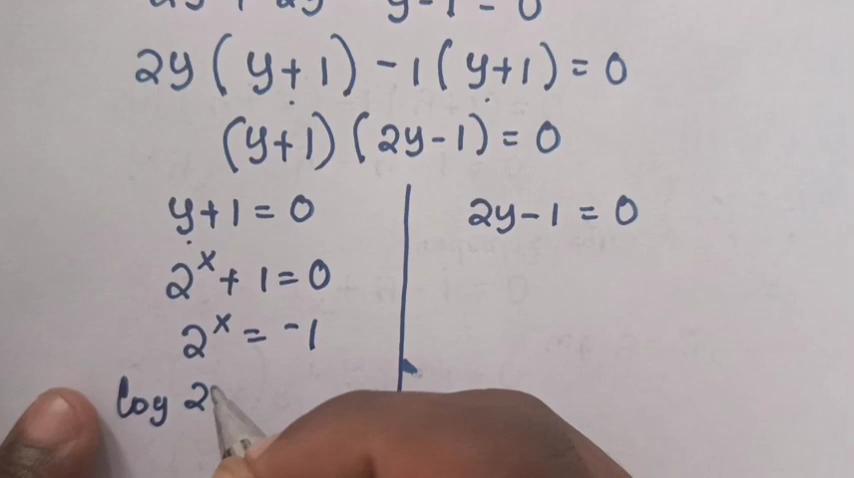 2y(y+1)-1(y+1)=0
(y+1)(2y-1)=0
y+1=0
2^x+1=0
2^x=-1
log 2
2y-1=0